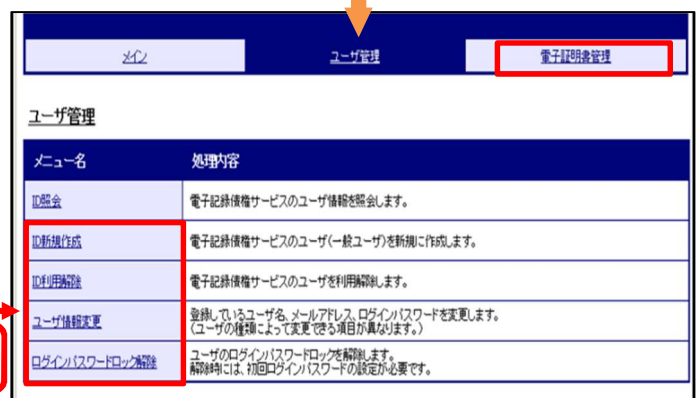 メイン
ユーザ管理
電子証明書管理
ユーザ管理
メニュー名
処理内容
ID照会
電子記録債権サービスのユーザ情報を照会します。
ID新規作成
電子記録債権サービスのユーザ(一般ユーザ)を新規に作成します。
ID利用解除
電子記録債権サービスのユーザを利用解除します。
ユーザ情報変更
登録しているユーザ名、メールアドレス、ログインパスワードを変更します。
(ユーザの種類によって変更できる項目が異なります。)
ログインパスワードロック解除
ユーザのログインパスワードロックを解除します。
解除時には、初回ログインパスワードの設定が必要です。